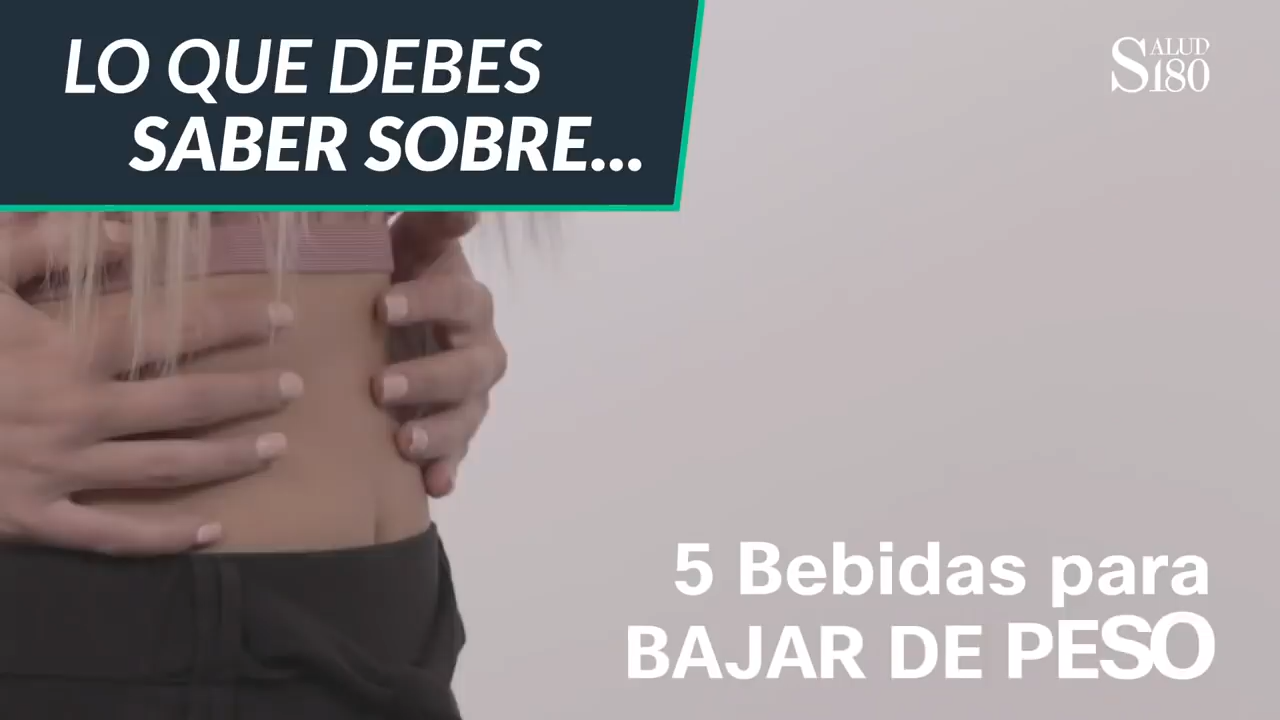 LO QUE DEBES
SABER SOBRE...
SALUD
180
5 Bebidas para
BAJAR DE PESO